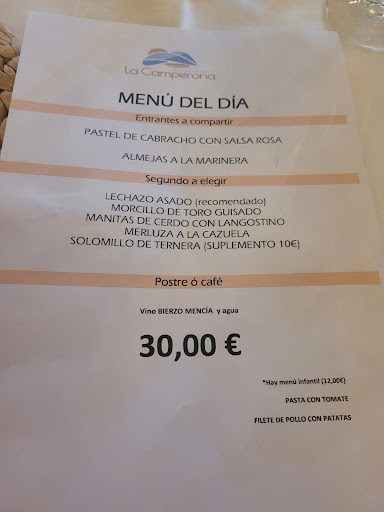 La Camperona
MENÚ DEL DÍA
Entrantes a compartir
PASTEL DE CABRACHO CON SALSA ROSA
ALMEJAS A LA MARINERA
Segundo a elegir
LECHAZO ASADO (recomendado)
MORCILLO DE TORO GUISADO
MANITAS DE CERDO CON LANGOSTINO
MERLUZA A LA CAZUELA
SOLOMILLO DE TERNERA (SUPLEMENTO 10€)
Postre ó café
Vino BIERZO MENCÍA y agua
30,00 €
*Hay menú infantil (12,00€)
PASTA CON TOMATE
FILETE DE POLLO CON PATATAS